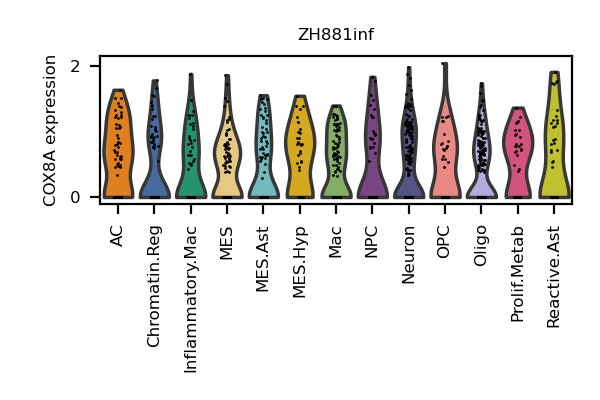 ZH881inf
COX8A expression
2
0
AC
Chromatin.Reg
Inflammatory.Mac
MES
MES.Ast
MES.Hyp
Mac
NPC
Neuron
OPC
Oligo
Prolif.Metab
Reactive.Ast